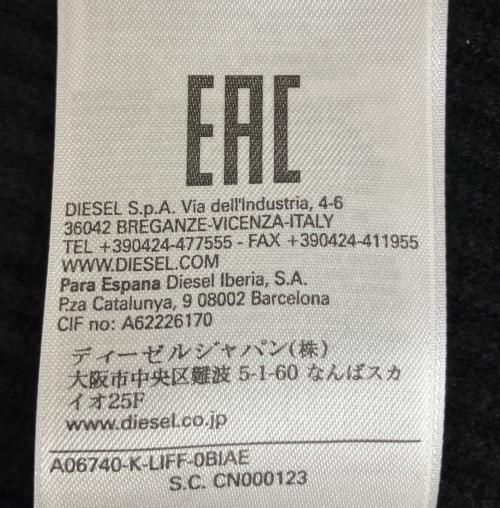 EAC
DIESEL S.p.A. Via dell'Industria, 4-6
36042 BREGANZE-VICENZA-ITALY
TEL +390424-477555 - FAX +390424-411955
WWW.DIESEL.COM
Para Espana Diesel Iberia, S.A.
P.za Catalunya, 9 08002 Barcelona
CIF no: A62226170
ディーゼルジャパン(株)
大阪市中央区難波 5-1-60 なんばスカ
イオ25F
www.diesel.co.jp
A06740-K-LIFF-0BIAE
S.C. CN000123